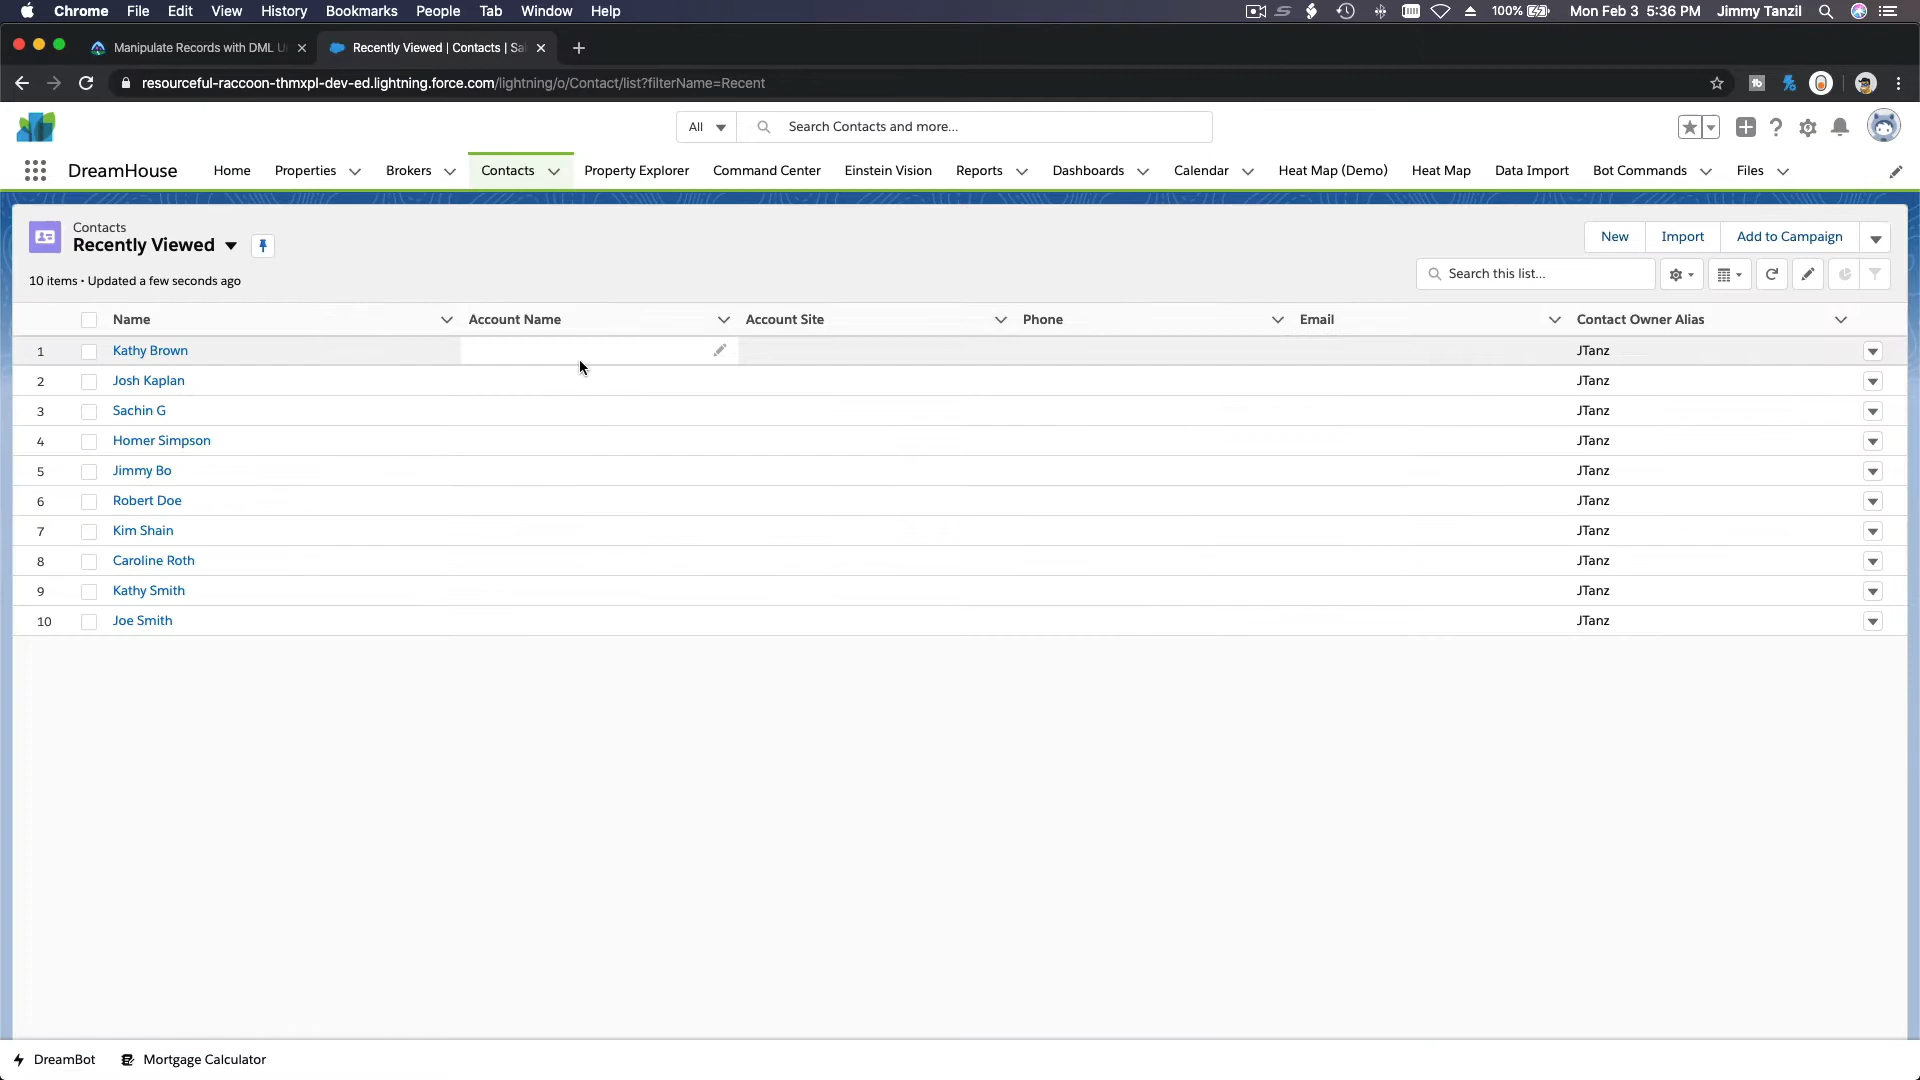 Chrome File Edit View History Bookmarks People Tab Window Help 100% Mon Feb 3 5:36 PM Jimmy Tanzil
Manipulate Records with DML U Recently Viewed | Contacts | Sa
resourceful-raccoon-thmxpl-dev-ed.lightning.force.com/lightning/o/Contact/list?filterName=Recent
All Search Contacts and more...
DreamHouse Home Properties Brokers Contacts Property Explorer Command Center Einstein Vision Reports Dashboards Calendar Heat Map (Demo) Heat Map Data Import Bot Commands Files
Contacts
Recently Viewed New Import Add to Campaign
10 items • Updated a few seconds ago Search this list...
Name Account Name Account Site Phone Email Contact Owner Alias
1 Kathy Brown JTanz
2 Josh Kaplan JTanz
3 Sachin G JTanz
4 Homer Simpson JTanz
5 Jimmy Bo JTanz
6 Robert Doe JTanz
7 Kim Shain JTanz
8 Caroline Roth JTanz
9 Kathy Smith JTanz
10 Joe Smith JTanz
DreamBot Mortgage Calculator